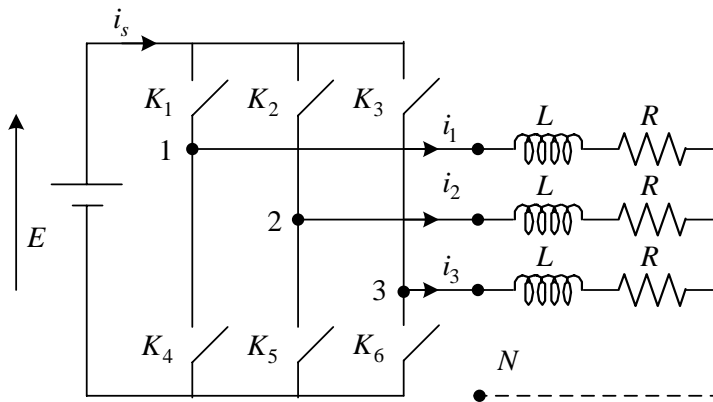 i_s
K_1 K_2 K_3
L R
1 i_1
i_2 L R
2
E
i_3 L R
3
K_4 K_5 K_6
N